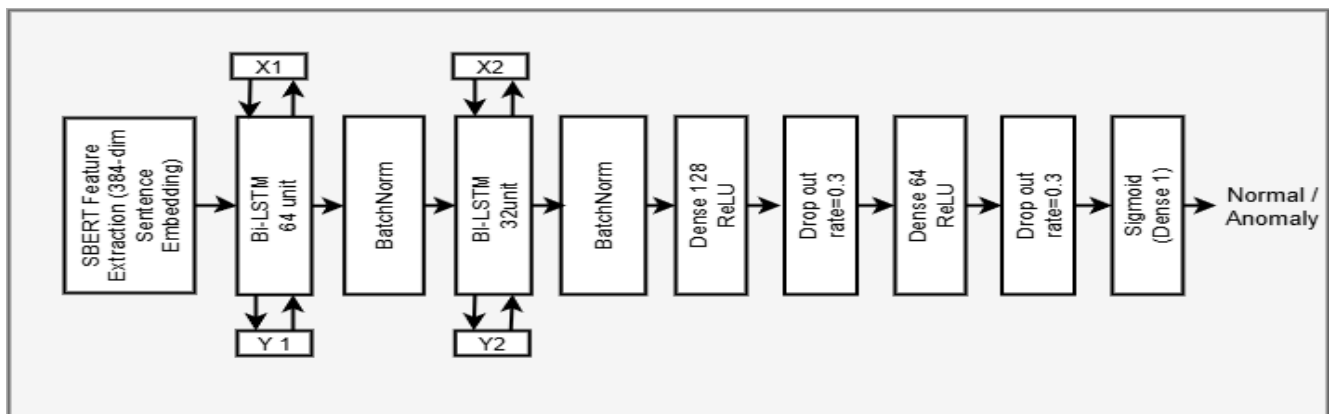 X1
X2
SBERT Feature
Extraction (384-dim
Sentence
Embedding)
Bi-LSTM
64 unit
BatchNorm
BI-LSTM
32unit
BatchNorm
Dense 128
ReLU
Drop out
rate=0.3
Dense 64
ReLU
Drop out
rate=0.3
Sigmoid
(Dense 1)
Normal /
Anomaly
Y 1
Y2